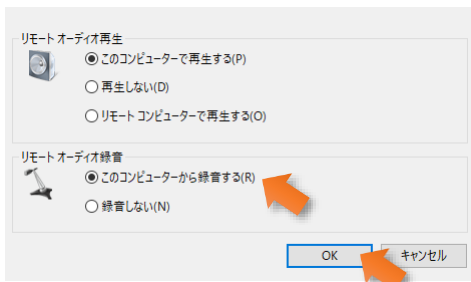 リモート オーディオ再生
このコンピューターで再生する(P)
再生しない(D)
リモート コンピューターで再生する(O)
リモート オーディオ録音
このコンピューターから録音する(R)
録音しない(N)
OK キャンセル